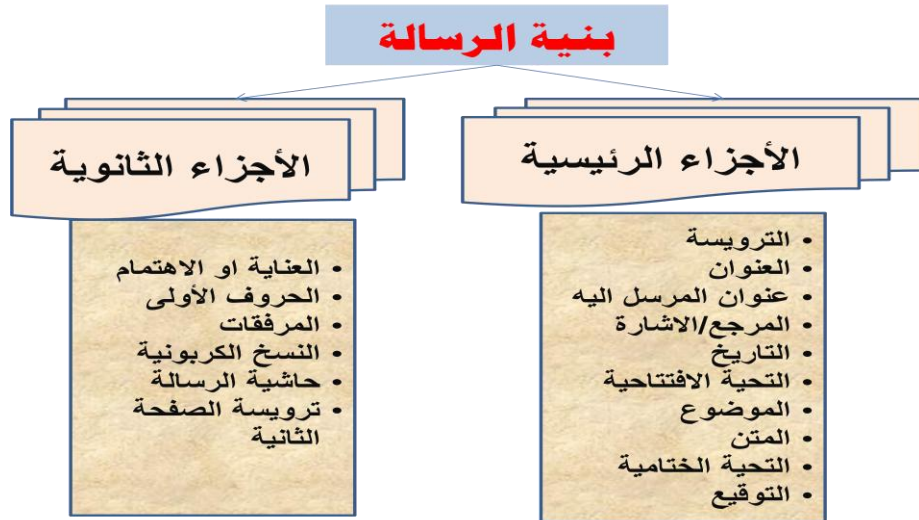 بنية الرسالة
الأجزاء الرئيسية
• الترويسة
• العنوان
• عنوان المرسل اليه
• المرجع/الاشارة
• التاريخ
• التحية الافتتاحية
• الموضوع
• المتن
• التحية الختامية
• التوقيع
الأجزاء الثانوية
• العناية او الاهتمام
• الحروف الأولى
• المرفقات
• النسخ الكربونية
• حاشية الرسالة
• ترويسة الصفحة
الثانية